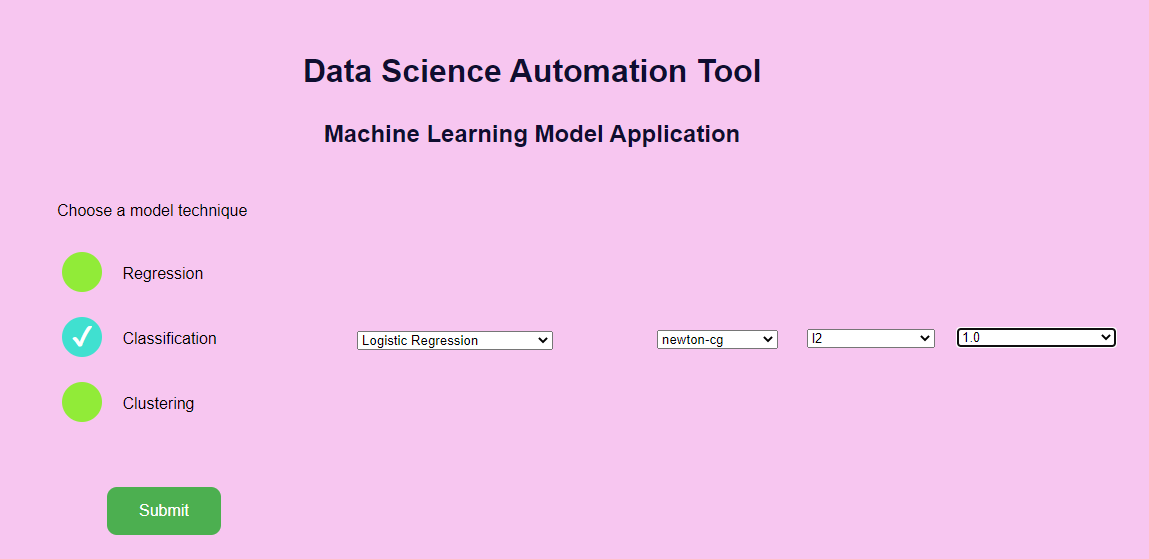 Data Science Automation Tool
Machine Learning Model Application
Choose a model technique
Regression
Classification
Logistic Regression
newton-cg
l2
1.0
Clustering
Submit